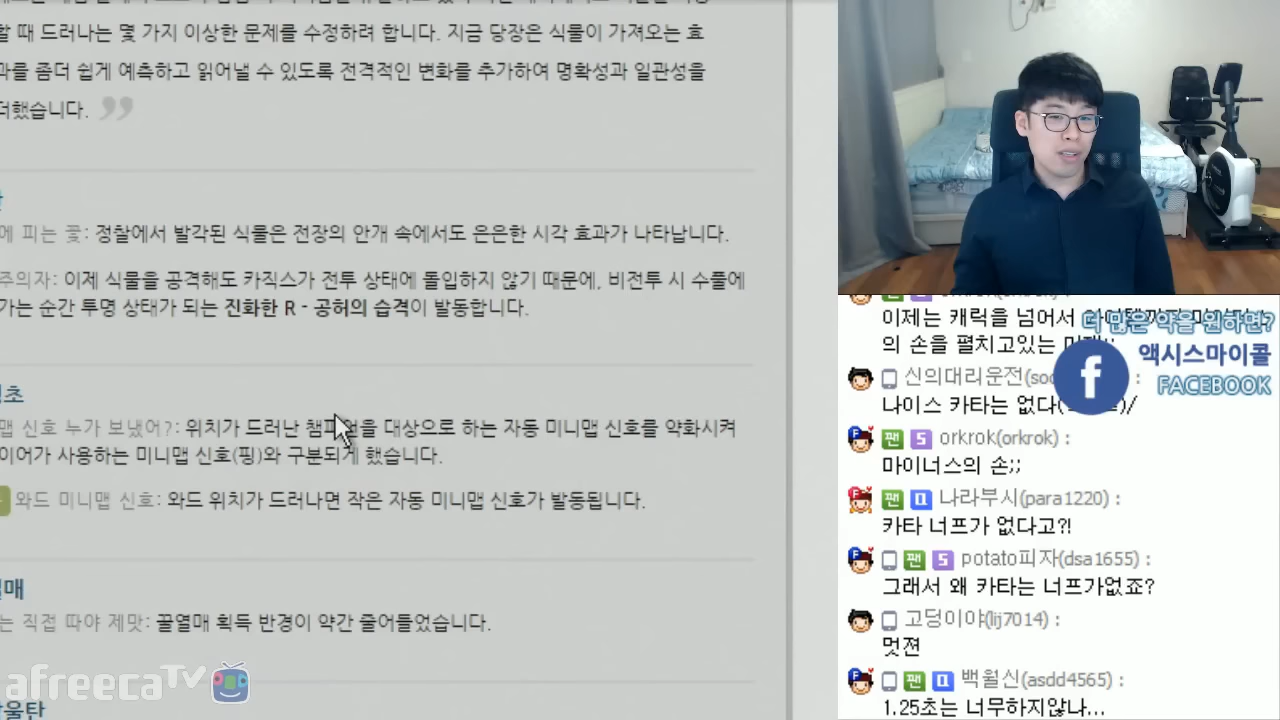 할 때 드러나는 몇 가지 이상한 문제를 수정하려 합니다. 지금 당장은 식물이 가져오는 효
과를 좀더 쉽게 예측하고 읽어낼 수 있도록 전격적인 변화를 추가하여 명확성과 일관성을
더했습니다.
에 피는 꽃: 정찰에서 발각된 식물은 전장의 안개 속에서도 은은한 시각 효과가 나타납니다.
주의자: 이제 식물을 공격해도 카직스가 전투 상태에 돌입하지 않기 때문에, 비전투 시 수풀에
가는 순간 투명 상태가 되는 진화한 R - 공허의 습격이 발동합니다.
초
맵 신호 누가 보냈어?: 위치가 드러난 챔피언을 대상으로 하는 자동 미니맵 신호를 약화시켜
이어가 사용하는 미니맵 신호(핑)와 구분되게 했습니다.
와드 미니맵 신호: 와드 위치가 드러나면 작은 자동 미니맵 신호가 발동됩니다.
매
는 직접 따야 제맛: 꿀열매 획득 반경이 약간 줄어들었습니다.
울탄
afreecaTV
이제는 캐릭을 넘어서
의 손을 펼치고있는
더 많은 약을 원하면?
액시스마이콜
FACEBOOK
신의대리운전
나이스 카타는 없다
팬 S orkrok(orkrok) :
마이너스의 손;;
팬 나라부시(para1220) :
카타 너프가 없다고?!
팬 S potato피자(dsa1655) :
그래서 왜 카타는 너프가없죠?
고덩이야(lij7014) :
멋쪈
팬 백월신(asdd4565) :
1.25초는 너무하지않냐...